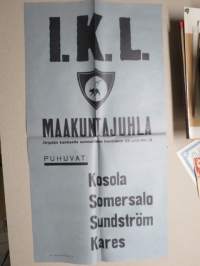 I.K.L.
MAAKUNTAJUHLA
PUHUVAT
Kosola
Somersalo
Sundström
Kares